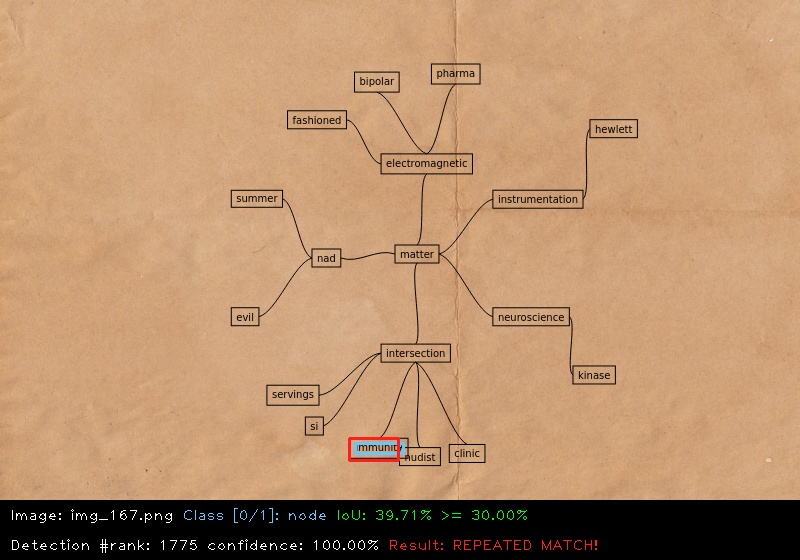 bipolar
pharma
fashioned
hewlett
electromagnetic
summer
instrumentation
nad
matter
evil
neuroscience
intersection
kinase
servings
si
mmunity
nudist
clinic
Image: img_167.png Class [0/1]: node IoU: 39.71% >= 30.00%
Detection #rank: 1775 confidence: 100.00% Result: REPEATED MATCH!